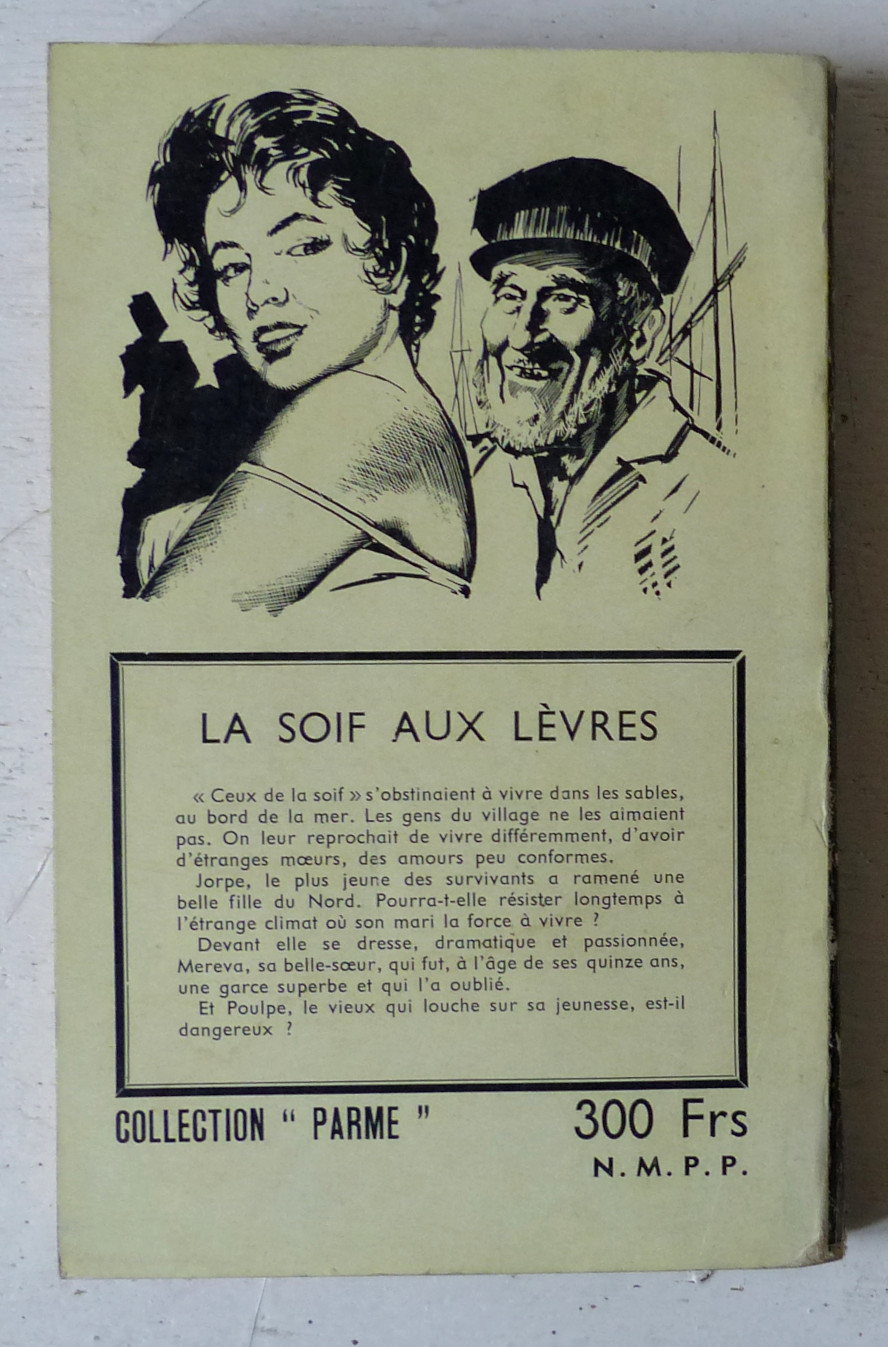 LA SOIF AUX LÈVRES
« Ceux de la soif » s'obstinaient à vivre dans les sables,
au bord de la mer. Les gens du village ne les aimaient
pas. On leur reprochait de vivre différemment, d'avoir
d'étranges mœurs, des amours peu conformes.
Jorpe, le plus jeune des survivants a ramené une
belle fille du Nord. Pourra-t-elle résister longtemps à
l'étrange climat où son mari la force à vivre ?
Devant elle se dresse, dramatique et passionnée,
Mereva, sa belle-sœur, qui fut, à l'âge de ses quinze ans,
une garce superbe et qui l'a oublié.
Et Poulpe, le vieux qui louche sur sa jeunesse, est-il
dangereux ?
COLLECTION “ PARME ”
300 Frs
N. M. P. P.